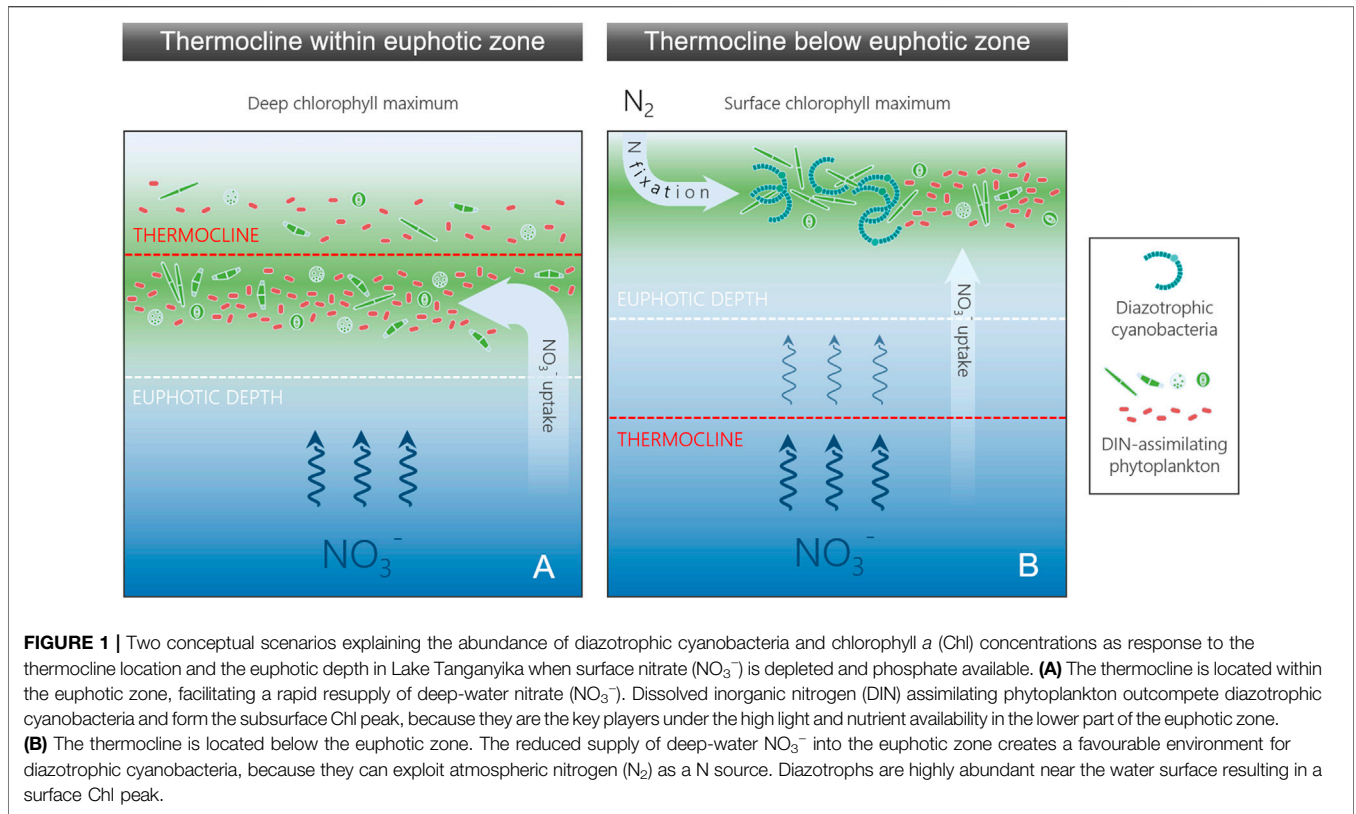 Thermocline within euphotic zone
Thermocline below euphotic zone
Deep chlorophyll maximum
N₂
Surface chlorophyll maximum
N fixation
THERMOCLINE
NO₃⁻ uptake
EUPHOTIC DEPTH
NO₃⁻
A
EUPHOTIC DEPTH
NO₃⁻ uptake
THERMOCLINE
NO₃⁻
B
Diazotrophic
cyanobacteria
DIN-assimilating
phytoplankton
FIGURE 1 | Two conceptual scenarios explaining the abundance of diazotrophic cyanobacteria and chlorophyll a (Chl) concentrations as response to the
thermocline location and the euphotic depth in Lake Tanganyika when surface nitrate (NO₃⁻) is depleted and phosphate available. (A) The thermocline is located within
the euphotic zone, facilitating a rapid resupply of deep-water nitrate (NO₃⁻). Dissolved inorganic nitrogen (DIN) assimilating phytoplankton outcompete diazotrophic
cyanobacteria and form the subsurface Chl peak, because they are the key players under the high light and nutrient availability in the lower part of the euphotic zone.
(B) The thermocline is located below the euphotic zone. The reduced supply of deep-water NO₃⁻ into the euphotic zone creates a favourable environment for
diazotrophic cyanobacteria, because they can exploit atmospheric nitrogen (N₂) as a N source. Diazotrophs are highly abundant near the water surface resulting in a
surface Chl peak.